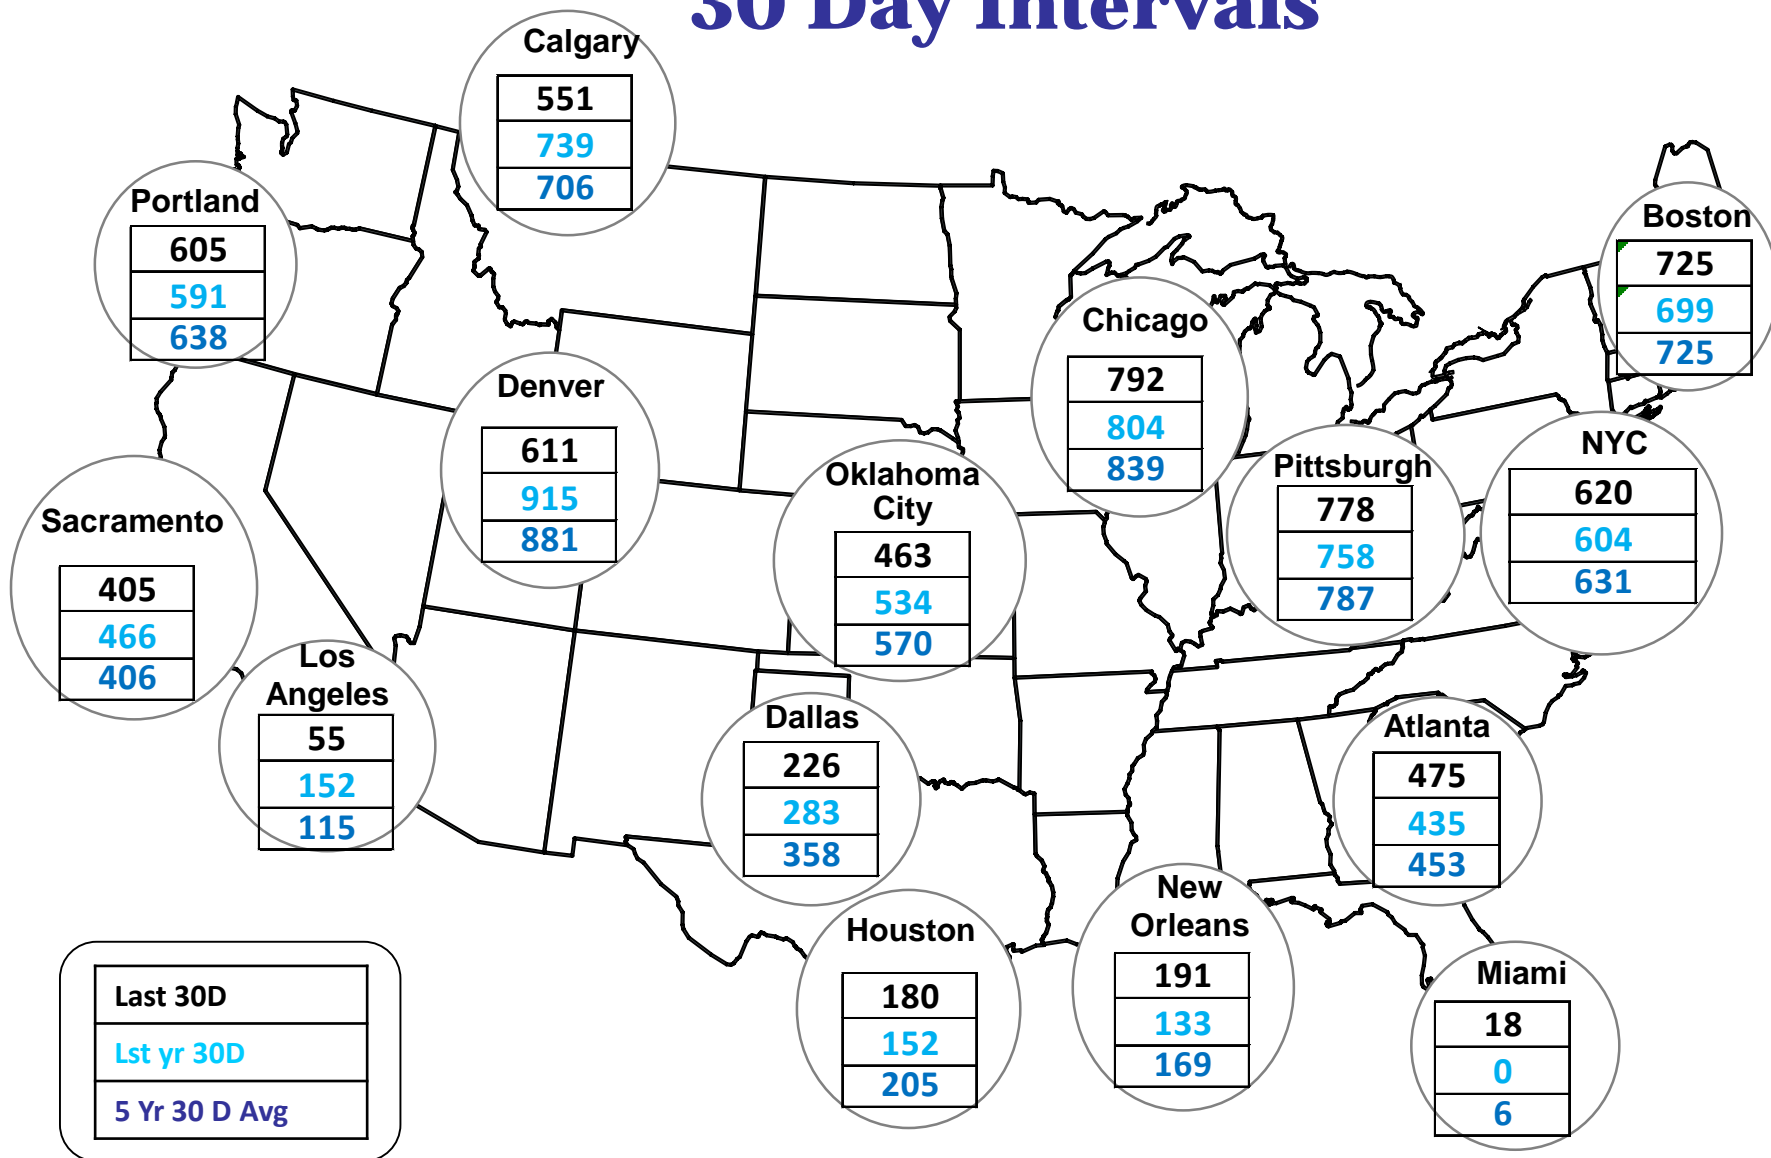 30 Day Intervals
Calgary
551
739
706
Portland
605
591
638
Boston
725
699
725
Chicago
792
804
839
Denver
611
915
881
NYC
620
604
631
Pittsburgh
778
758
787
Oklahoma
City
463
534
570
Sacramento
405
466
406
Los
Angeles
55
152
115
Dallas
226
283
358
Atlanta
475
435
453
New
Orleans
191
133
169
Houston
180
152
205
Miami
18
0
6
Last 30D
Lst yr 30D
5 Yr 30 D Avg